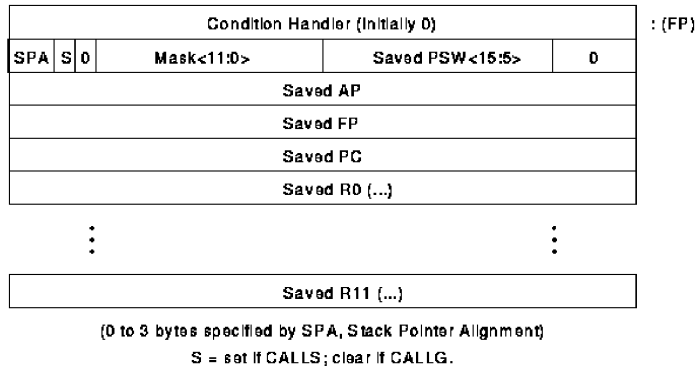 Condition Handler (Initially 0) : (FP)
SPA S 0 Mask<11:0> Saved PSW<15:5> 0
Saved AP
Saved FP
Saved PC
Saved R0 (...)
Saved R11 (...)
(0 to 3 bytes specified by SPA, Stack Pointer Alignment)
S = set if CALLS; clear if CALLG.